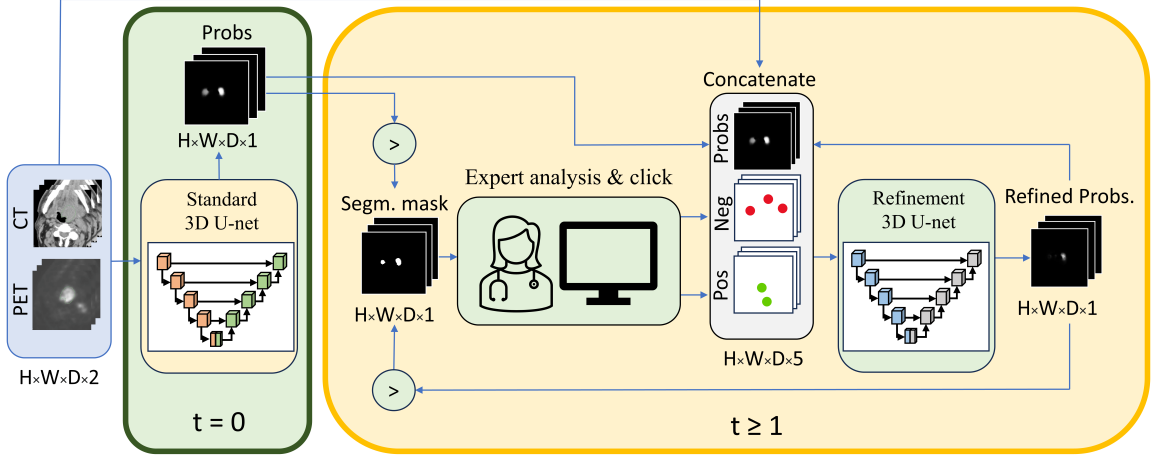 CT
PET
H×W×D×2
Probs
H×W×D×1
Standard
3D U-net
t = 0
>
Segm. mask
H×W×D×1
>
Expert analysis & click
Concatenate
Probs
Neg
Pos
H×W×D×5
Refinement
3D U-net
Refined Probs.
H×W×D×1
t ≥ 1